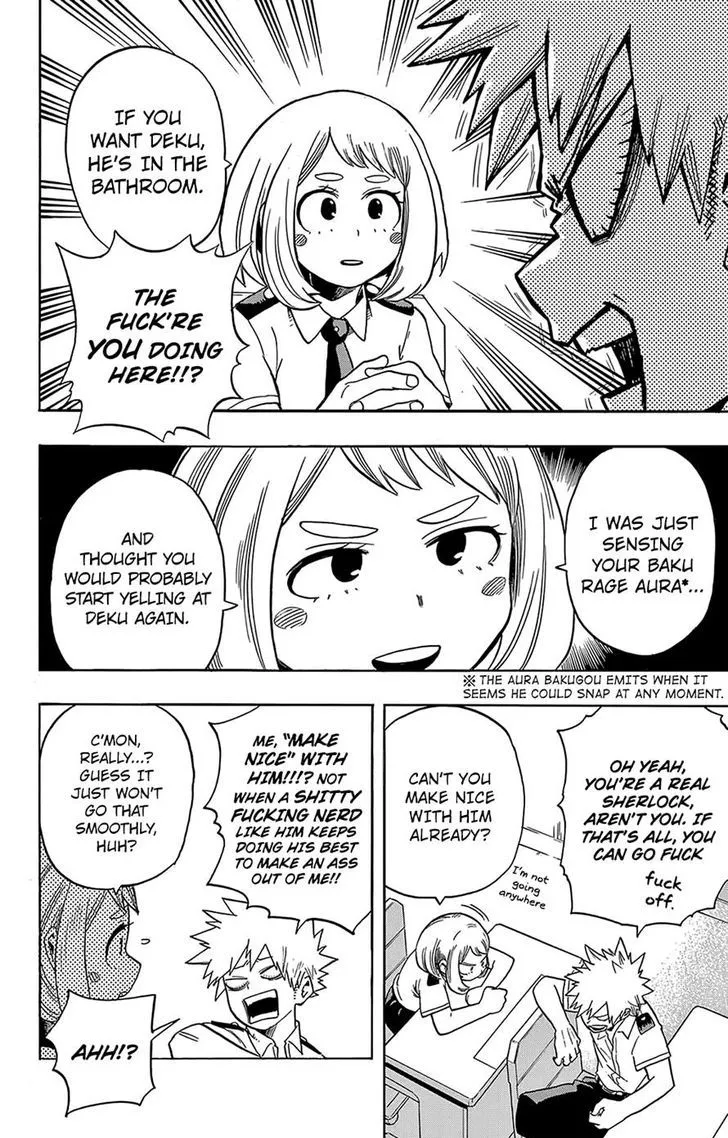 IF YOU
WANT DEKU,
HE'S IN THE
BATHROOM.
THE
FUCK'RE
YOU DOING
HERE!!?
I WAS JUST
SENSING
YOUR BAKU
RAGE AURA*...
AND
THOUGHT YOU
WOULD PROBABLY
START YELLING AT
DEKU AGAIN.
※ THE AURA BAKUGOU EMITS WHEN IT
SEEMS HE COULD SNAP AT ANY MOMENT.
OH YEAH,
YOU'RE A REAL
SHERLOCK,
AREN'T YOU. IF
THAT'S ALL, YOU
CAN GO FUCK
fuck
off.
CAN'T YOU
MAKE NICE
WITH HIM
ALREADY?
I'm not
going
anywhere
ME, "MAKE
NICE" WITH
HIM!!!? NOT
WHEN A SHITTY
FUCKING NERD
LIKE HIM KEEPS
DOING HIS BEST
TO MAKE AN ASS
OUT OF ME!!
C'MON,
REALLY...?
GUESS IT
JUST WON'T
GO THAT
SMOOTHLY,
HUH?
AHH!?